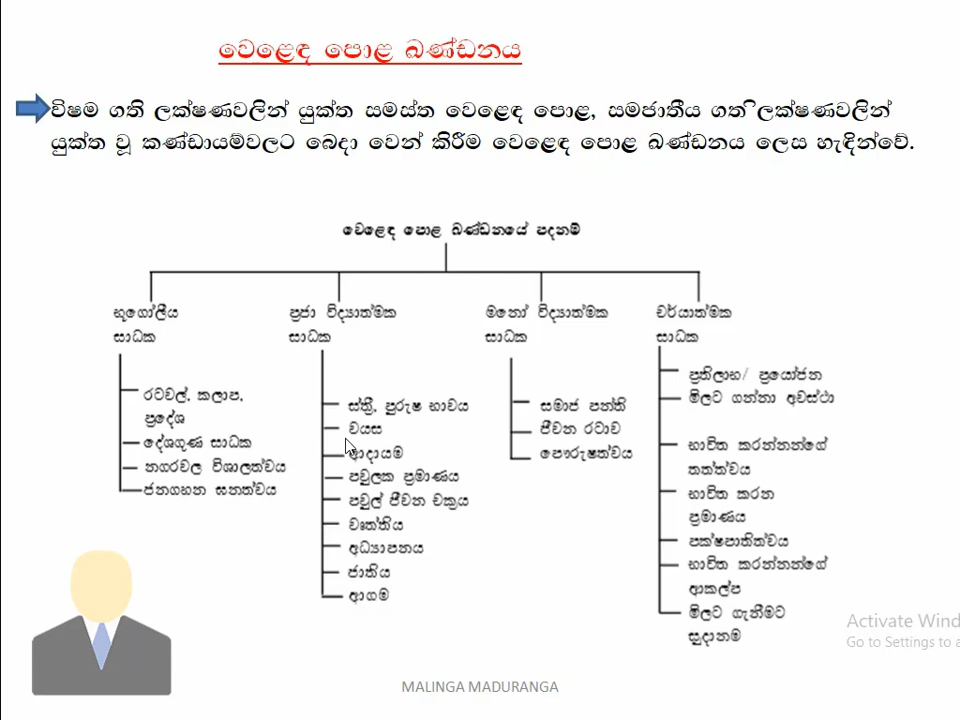 වෙළෙඳ පොළ ඛණ්ඩනය
විෂම ගති ලක්ෂණවලින් යුක්ත සමස්ත වෙළෙඳ පොළ, සමජාතීය ගති ලක්ෂණවලින්
යුක්ත වූ කණ්ඩායම්වලට බෙදා වෙන් කිරීම වෙළෙඳ පොළ ඛණ්ඩනය ලෙස හැඳින්වේ.
වෙළෙඳ පොළ ඛණ්ඩනයේ පදනම්
භූගෝලීය
සාධක
රටවල්, කලාප,
ප්‍රදේශ
දේශගුණ සාධක
නගරවල විශාලත්වය
ජනගහන ඝනත්වය
ප්‍රජා විද්‍යාත්මක
සාධක
ස්ත්‍රී, පුරුෂ භාවය
වයස
ආදායම
පවුලක ප්‍රමාණය
පවුල් ජීවන චක්‍රය
වෘත්තිය
අධ්‍යාපනය
ජාතිය
ආගම
මනෝ විද්‍යාත්මක
සාධක
සමාජ පන්ති
ජීවන රටාව
පෞරුෂත්වය
චර්යාත්මක
සාධක
ප්‍රතිලාභ/ ප්‍රයෝජන
මිලට ගන්නා අවස්ථා
භාවිත කරන්නන්ගේ
තත්ත්වය
භාවිත කරන
ප්‍රමාණය
පක්ෂපාතිත්වය
භාවිත කරන්නන්ගේ
ආකල්ප
මිලට ගැනීමට
සූදානම
Activate Wind
Go to Settings to a
MALINGA MADURANGA